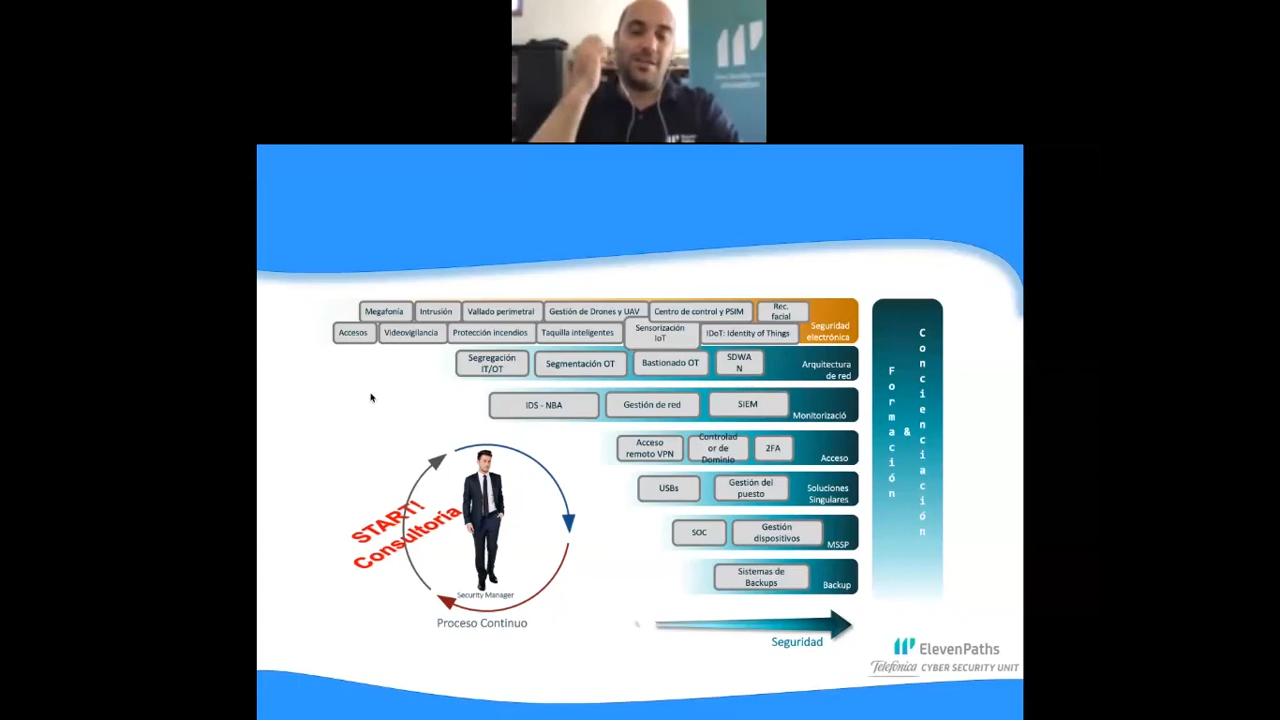 Megafonía
Intrusión
Vallado perimetral
Gestión de Drones y UAV
Centro de control y PSIM
Rec.
facial
Accesos
Videovigilancia
Protección incendios
Taquilla inteligentes
Sensorización
IoT
IDoT: Identity of Things
Seguridad
electrónica
Segregación
IT/OT
Segmentación OT
Bastionado OT
SDWA
N
Arquitectura
de red
IDS - NBA
Gestión de red
SIEM
Monitorizació
Acceso
remoto VPN
Controlad
or de
Dominio
2FA
Acceso
USBs
Gestión del
puesto
Soluciones
Singulares
SOC
Gestión
dispositivos
MSSP
Sistemas de
Backups
Backup
Formación
&
Concienciación
START!
Consultoría
Security Manager
Proceso Continuo
Seguridad
ElevenPaths
Telefónica CYBER SECURITY UNIT